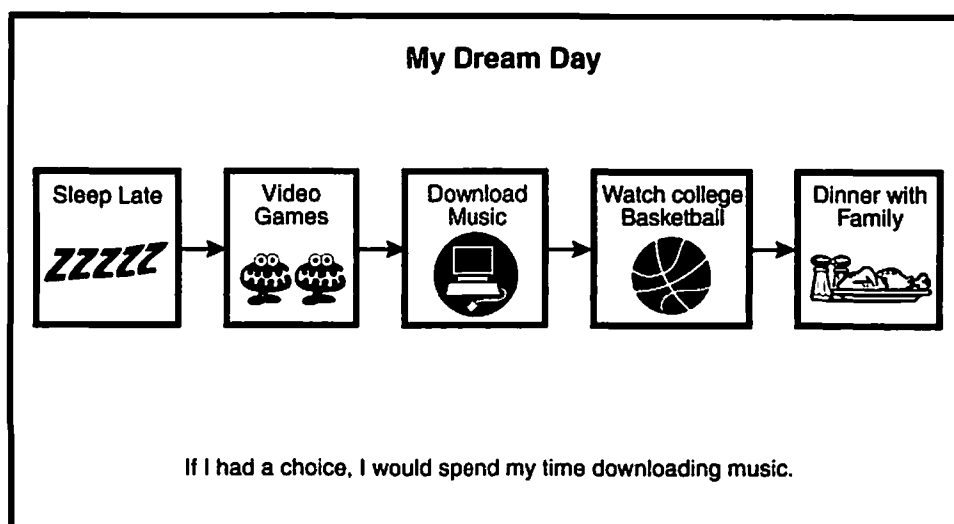 My Dream Day
Sleep Late
ZZZZZ
Video
Games
Download
Music
Watch college
Basketball
Dinner with
Family
If I had a choice, I would spend my time downloading music.